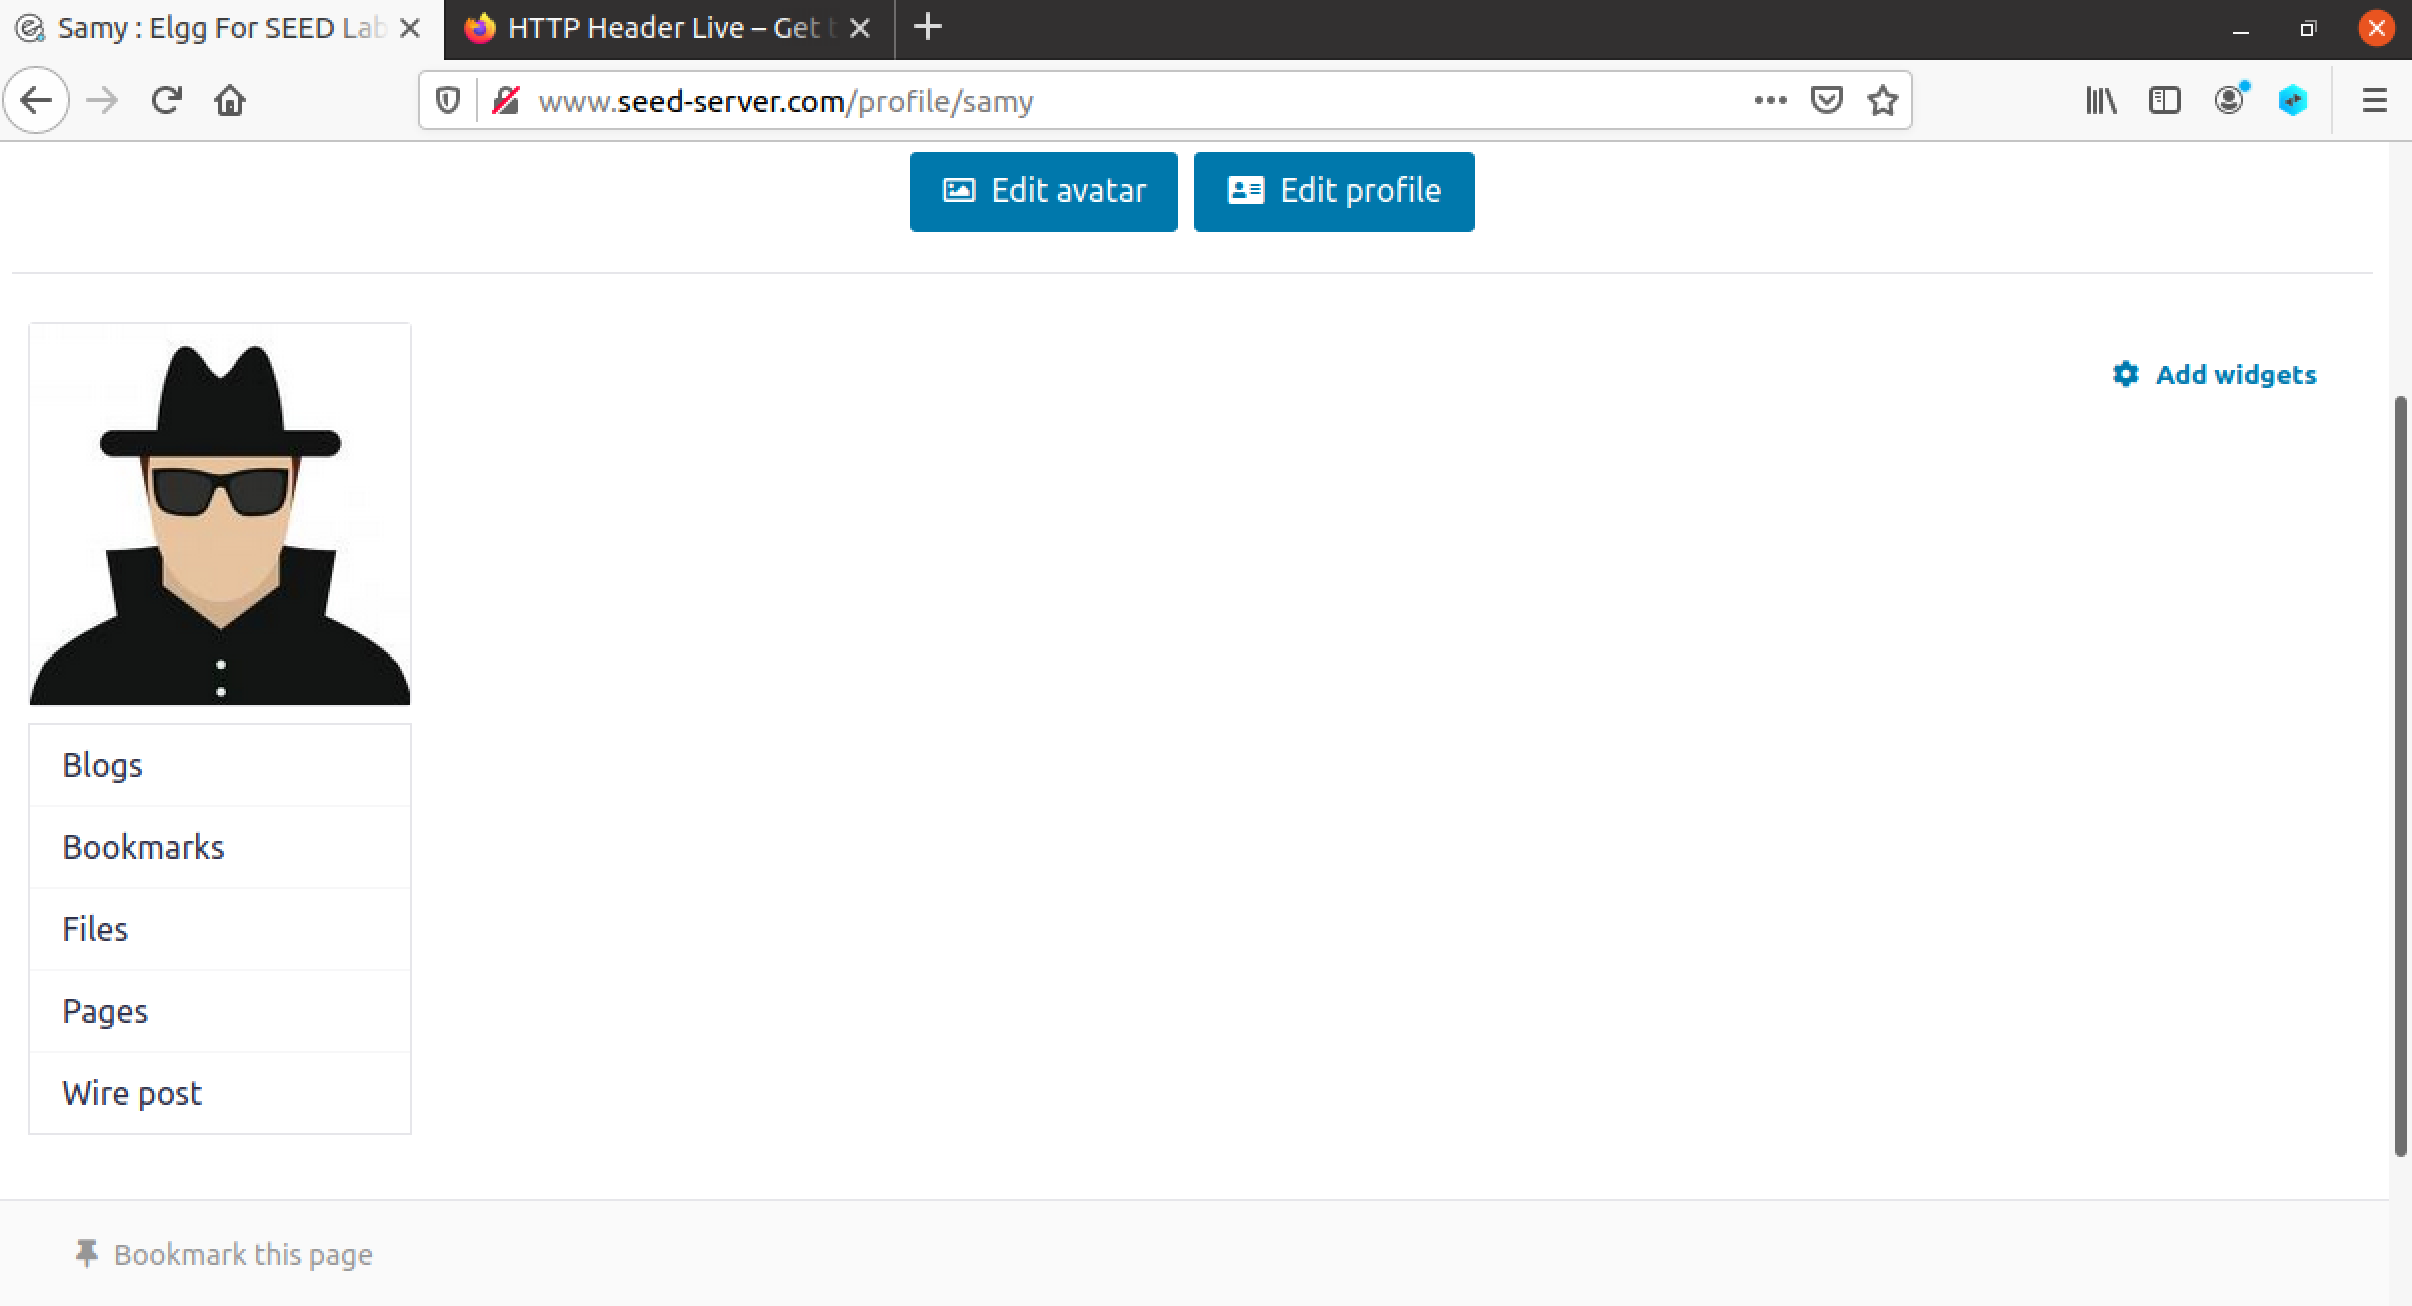 Samy : Elgg For SEED Lab
HTTP Header Live – Get t
www.seed-server.com/profile/samy
Edit avatar
Edit profile
Add widgets
Blogs
Bookmarks
Files
Pages
Wire post
Bookmark this page